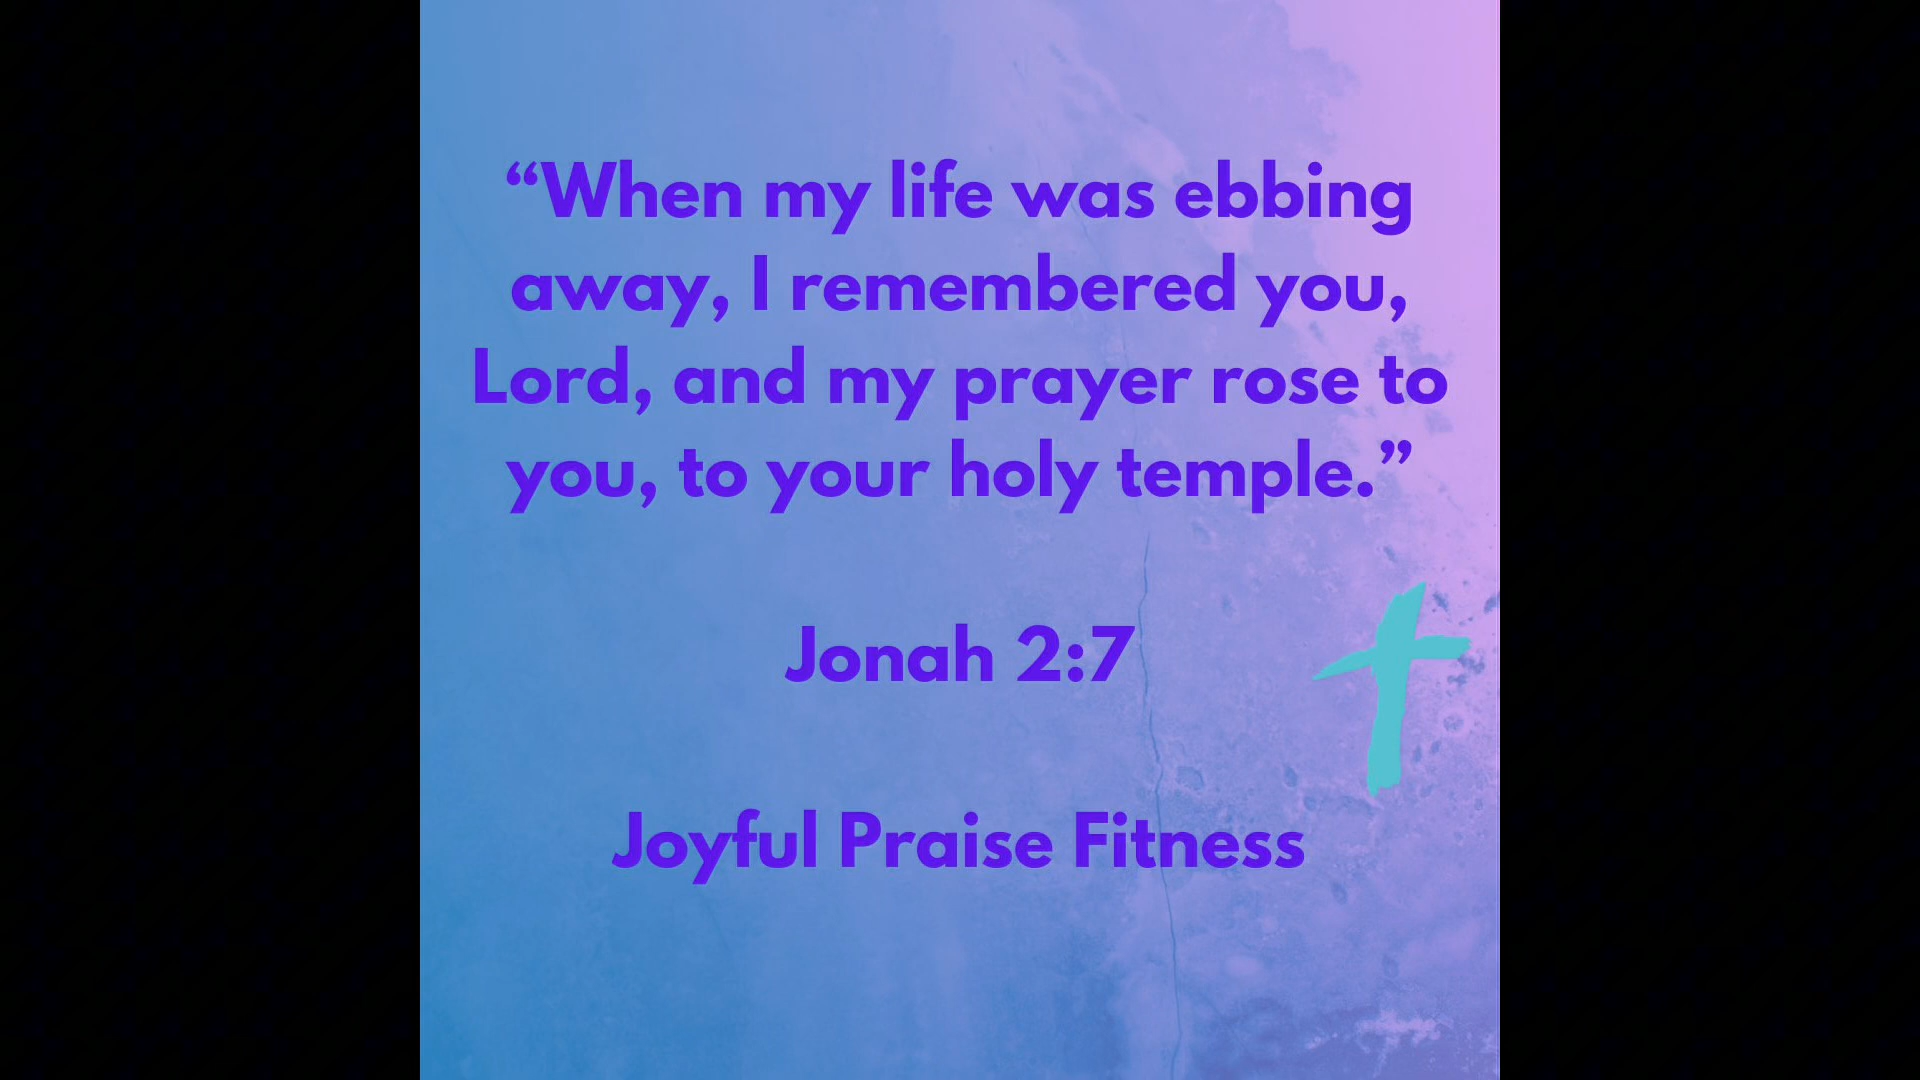 “When my life was ebbing
away, I remembered you,
Lord, and my prayer rose to
you, to your holy temple.”
Jonah 2:7
Joyful Praise Fitness